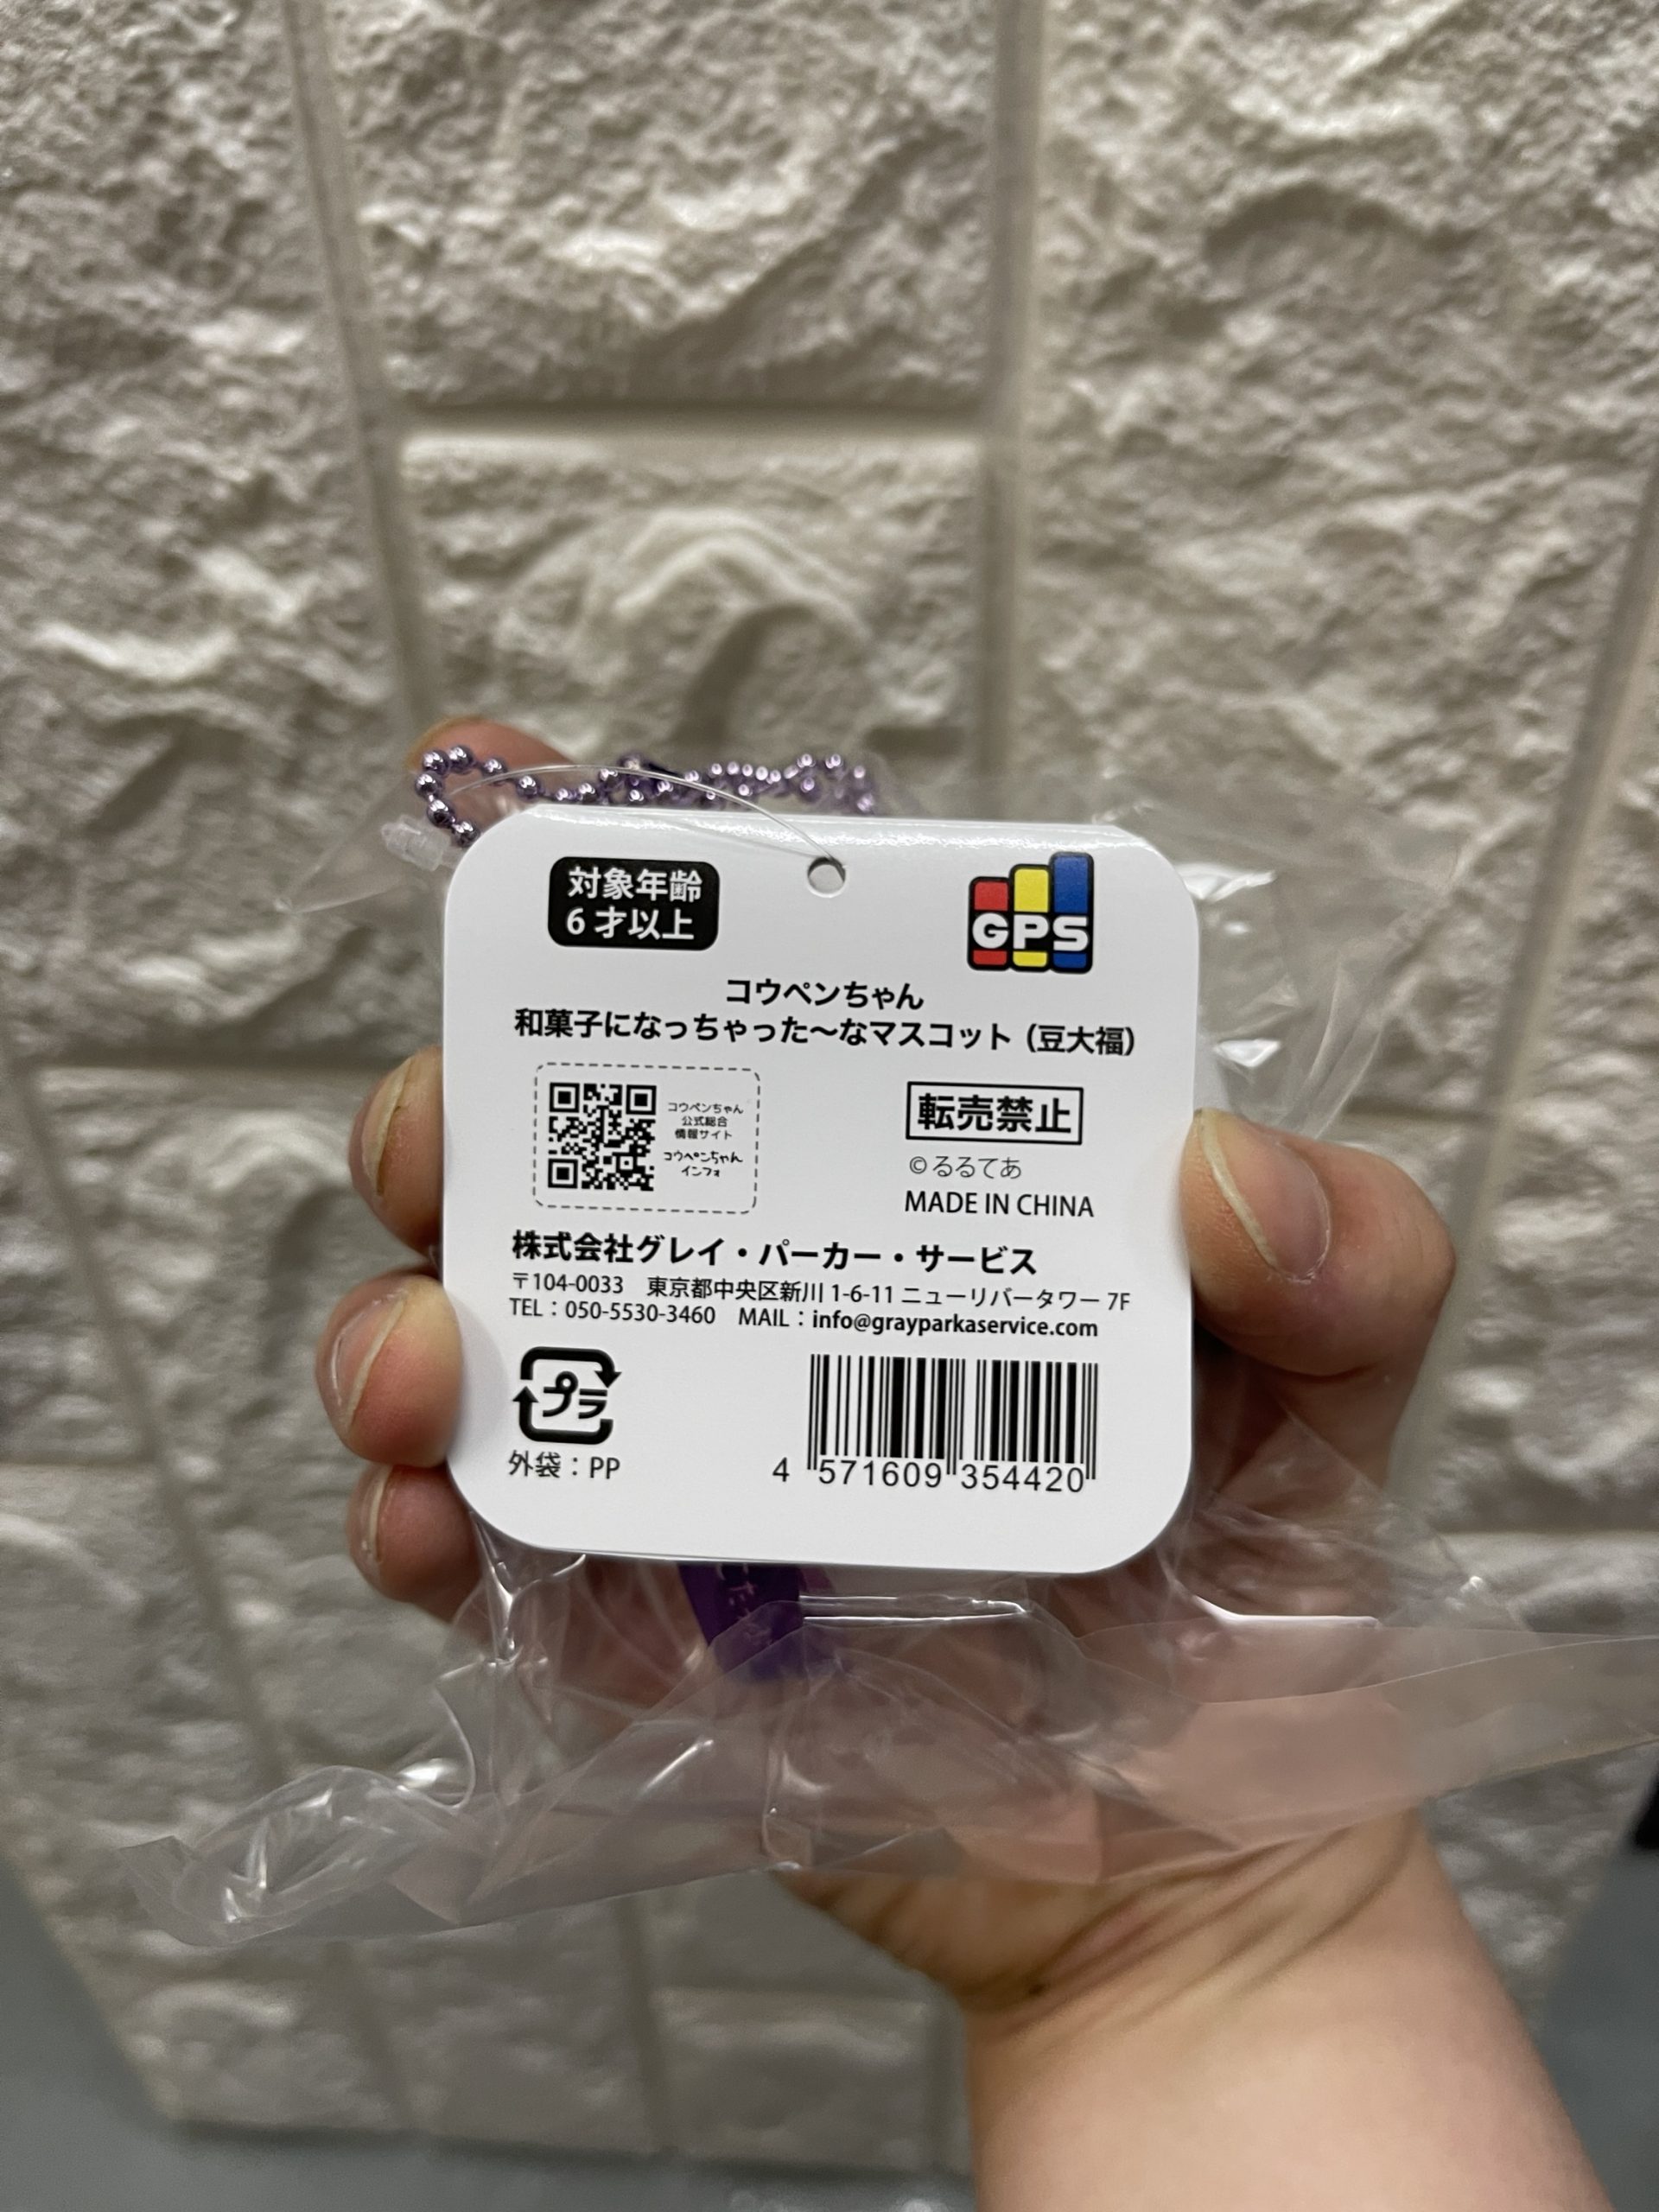 対象年齢
6才以上
GPS
コウペンちゃん
和菓子になっちゃった～なマスコット（豆大福）
コウペンちゃん
公式総合
情報サイト
コウペンちゃん
インフォ
転売禁止
©るるてあ
MADE IN CHINA
株式会社グレイ・パーカー・サービス
〒104-0033 東京都中央区新川 1-6-11 ニューリバータワー 7F
TEL：050-5530-3460 MAIL：info@grayparkaservice.com
プラ
外袋：PP
4 571609 354420